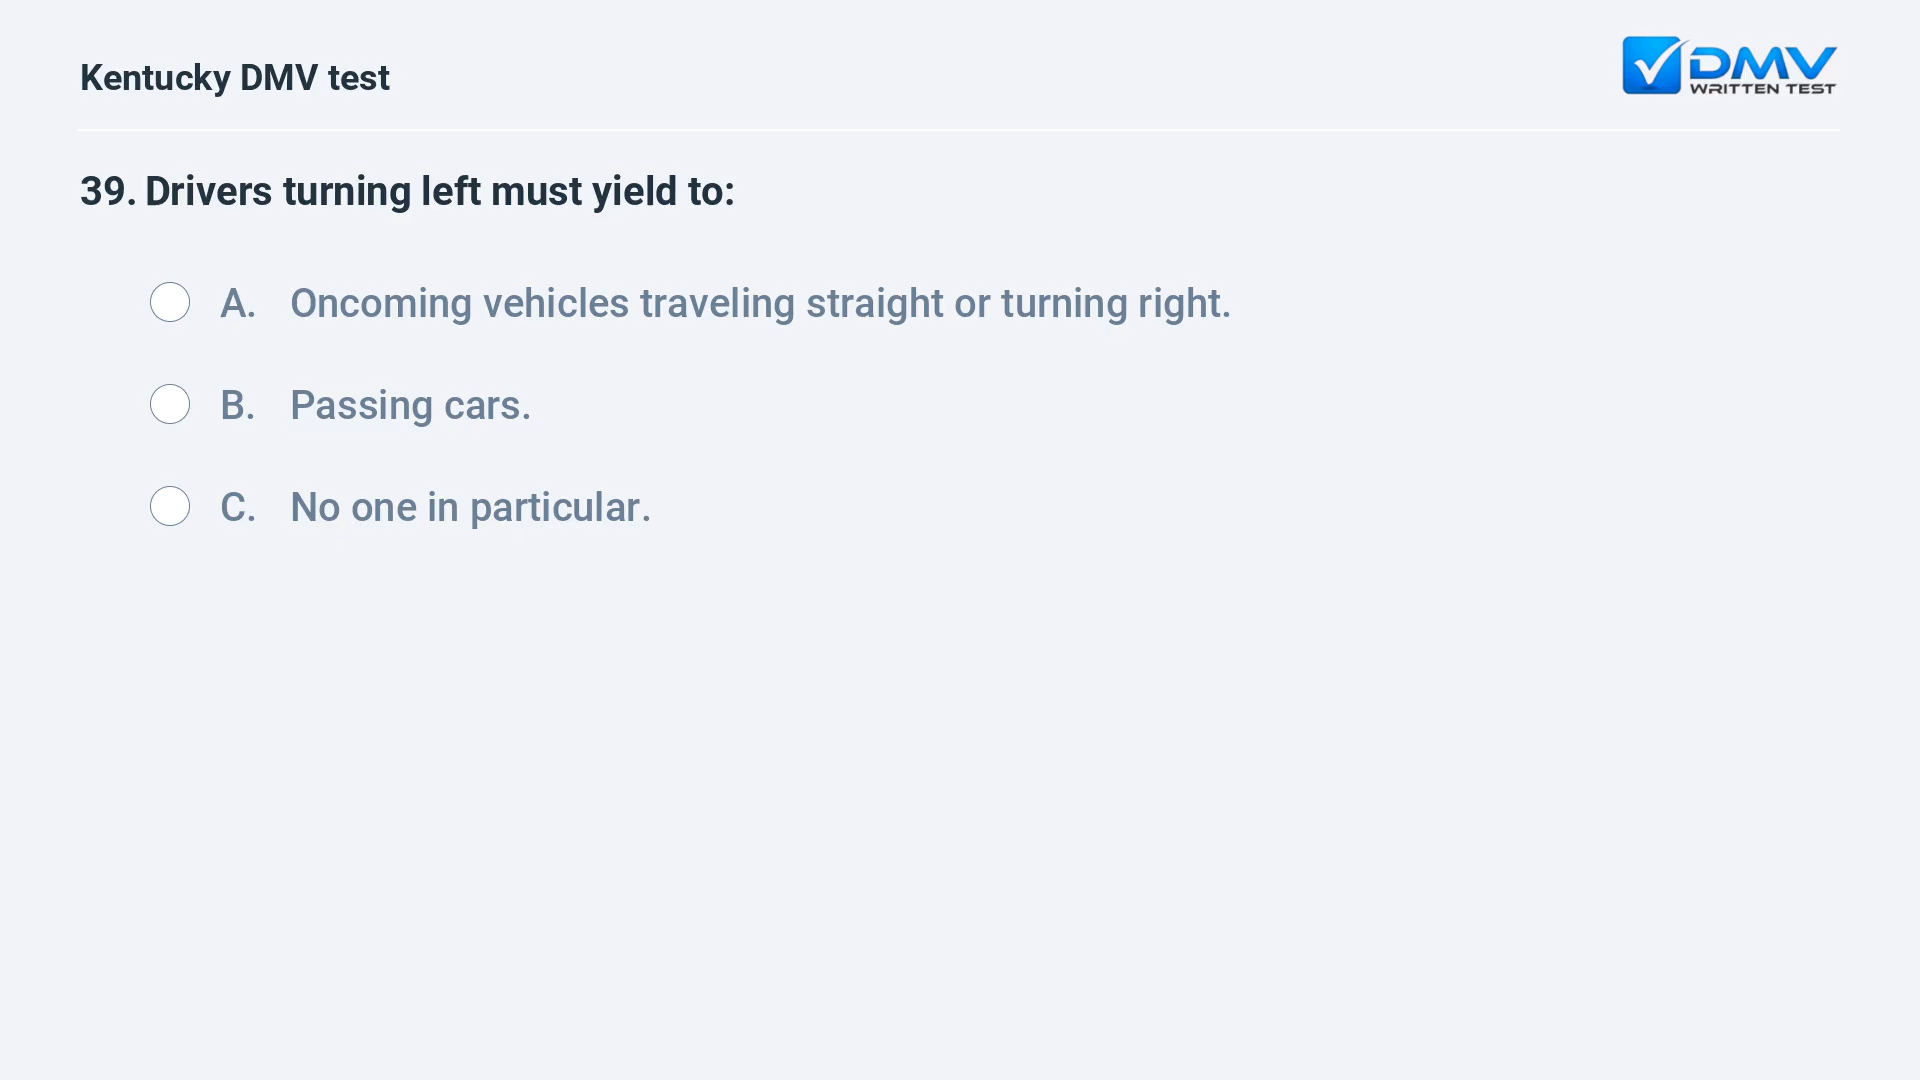 Kentucky DMV test
DMV
WRITTEN TEST
39. Drivers turning left must yield to:
A. Oncoming vehicles traveling straight or turning right.
B. Passing cars.
C. No one in particular.